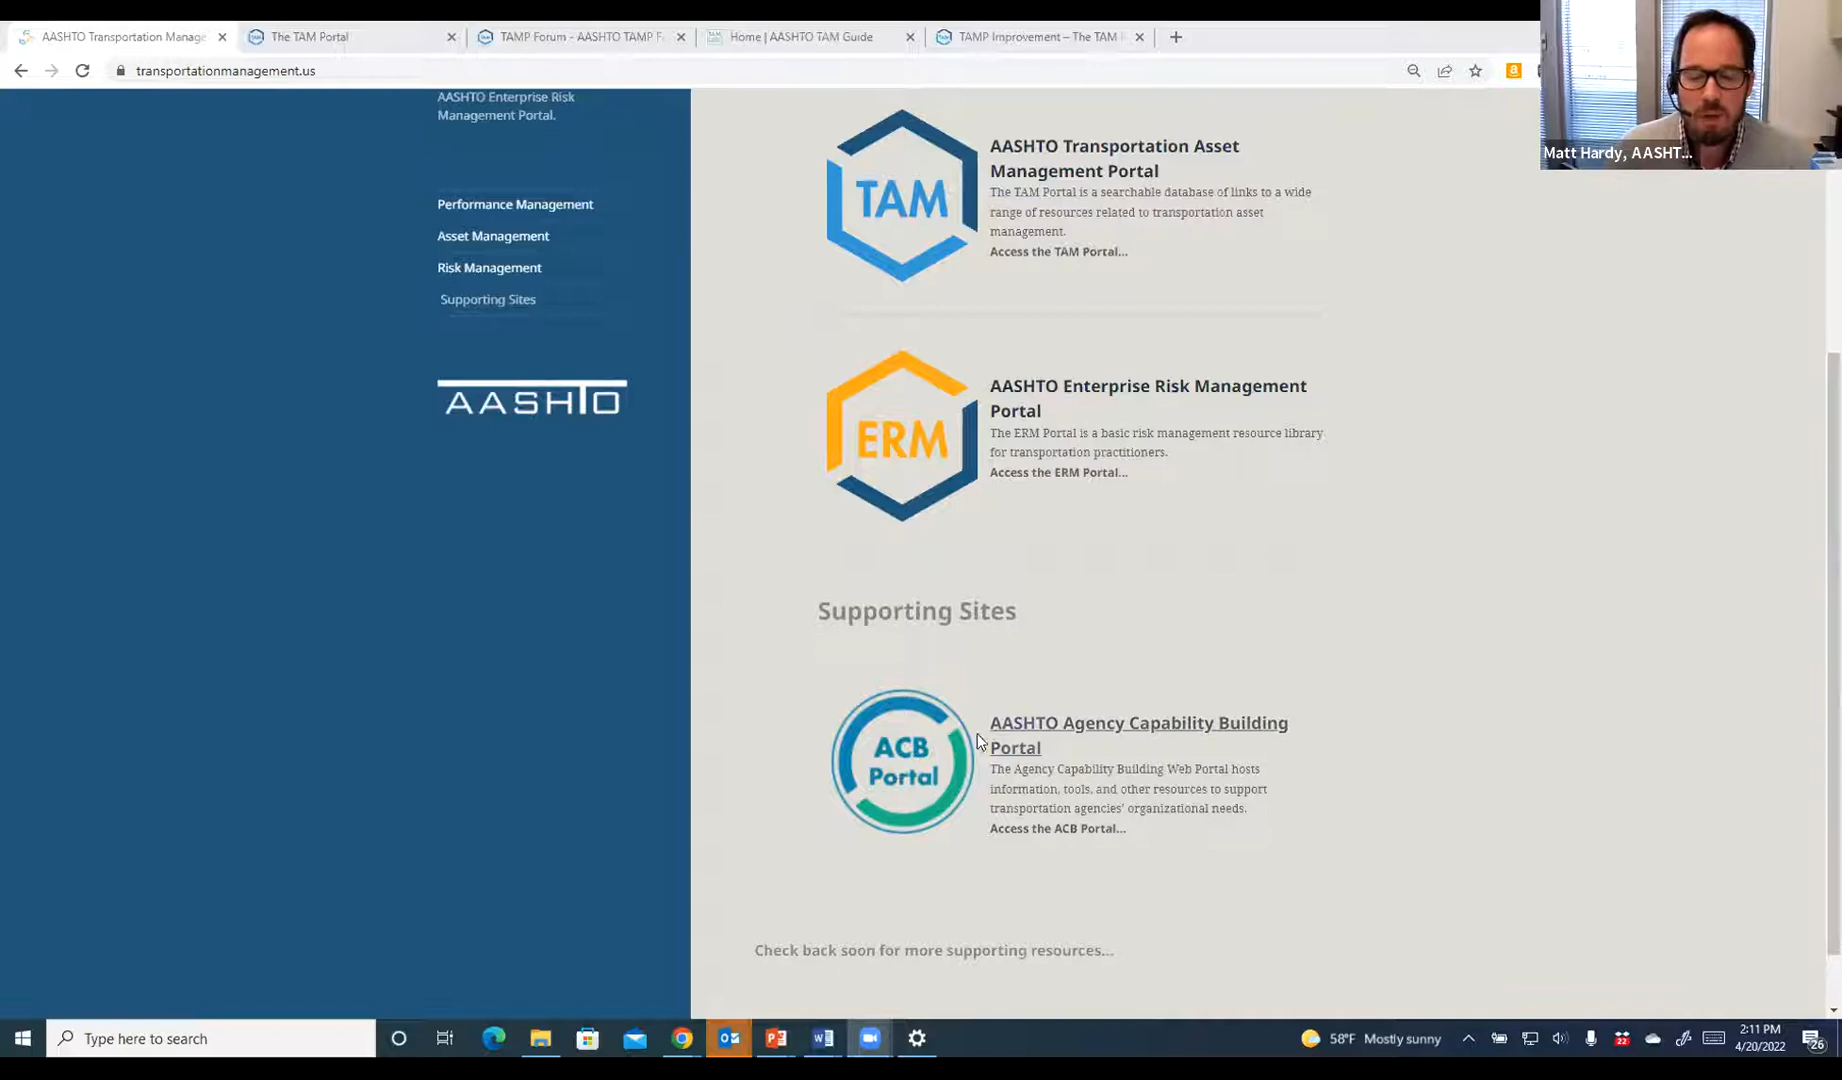 AASHTO Transportation Manage
The TAM Portal
TAMP Forum - AASHTO TAMP F
Home | AASHTO TAM Guide
TAMP Improvement – The TAM
transportationmanagement.us
Matt Hardy, AASHT...
AASHTO Enterprise Risk
Management Portal.
Performance Management
Asset Management
Risk Management
Supporting Sites
AASHTO
TAM
AASHTO Transportation Asset
Management Portal
The TAM Portal is a searchable database of links to a wide
range of resources related to transportation asset
management.
Access the TAM Portal...
ERM
AASHTO Enterprise Risk Management
Portal
The ERM Portal is a basic risk management resource library
for transportation practitioners.
Access the ERM Portal...
Supporting Sites
ACB
Portal
AASHTO Agency Capability Building
Portal
The Agency Capability Building Web Portal hosts
information, tools, and other resources to support
transportation agencies' organizational needs.
Access the ACB Portal...
Check back soon for more supporting resources...
Type here to search
58°F Mostly sunny
22
2:11 PM
4/20/2022
26